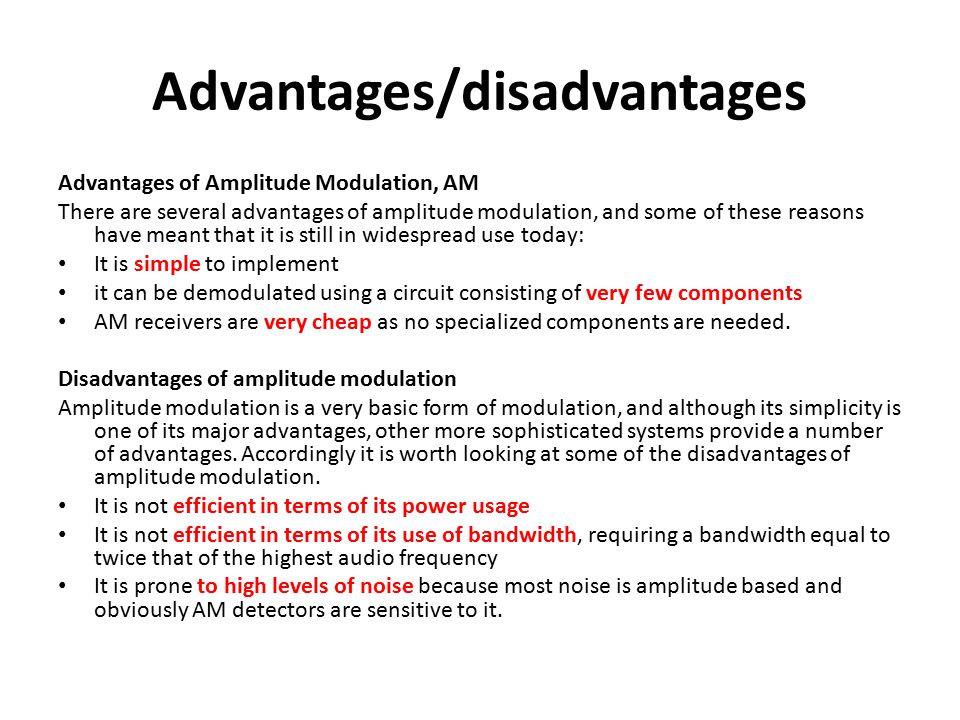 Advantages/disadvantages
Advantages of Amplitude Modulation, AM
There are several advantages of amplitude modulation, and some of these reasons
have meant that it is still in widespread use today:
• It is simple to implement
• it can be demodulated using a circuit consisting of very few components
• AM receivers are very cheap as no specialized components are needed.
Disadvantages of amplitude modulation
Amplitude modulation is a very basic form of modulation, and although its simplicity is
one of its major advantages, other more sophisticated systems provide a number
of advantages. Accordingly it is worth looking at some of the disadvantages of
amplitude modulation.
• It is not efficient in terms of its power usage
• It is not efficient in terms of its use of bandwidth, requiring a bandwidth equal to
twice that of the highest audio frequency
• It is prone to high levels of noise because most noise is amplitude based and
obviously AM detectors are sensitive to it.